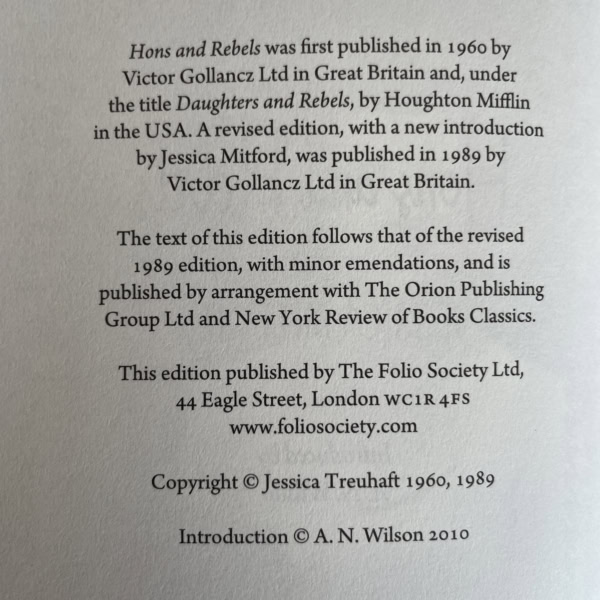 Hons and Rebels was first published in 1960 by
Victor Gollancz Ltd in Great Britain and, under
the title Daughters and Rebels, by Houghton Mifflin
in the USA. A revised edition, with a new introduction
by Jessica Mitford, was published in 1989 by
Victor Gollancz Ltd in Great Britain.
The text of this edition follows that of the revised
1989 edition, with minor emendations, and is
published by arrangement with The Orion Publishing
Group Ltd and New York Review of Books Classics.
This edition published by The Folio Society Ltd,
44 Eagle Street, London WC1R 4FS
www.foliosociety.com
Copyright © Jessica Treuhaft 1960, 1989
Introduction © A. N. Wilson 2010